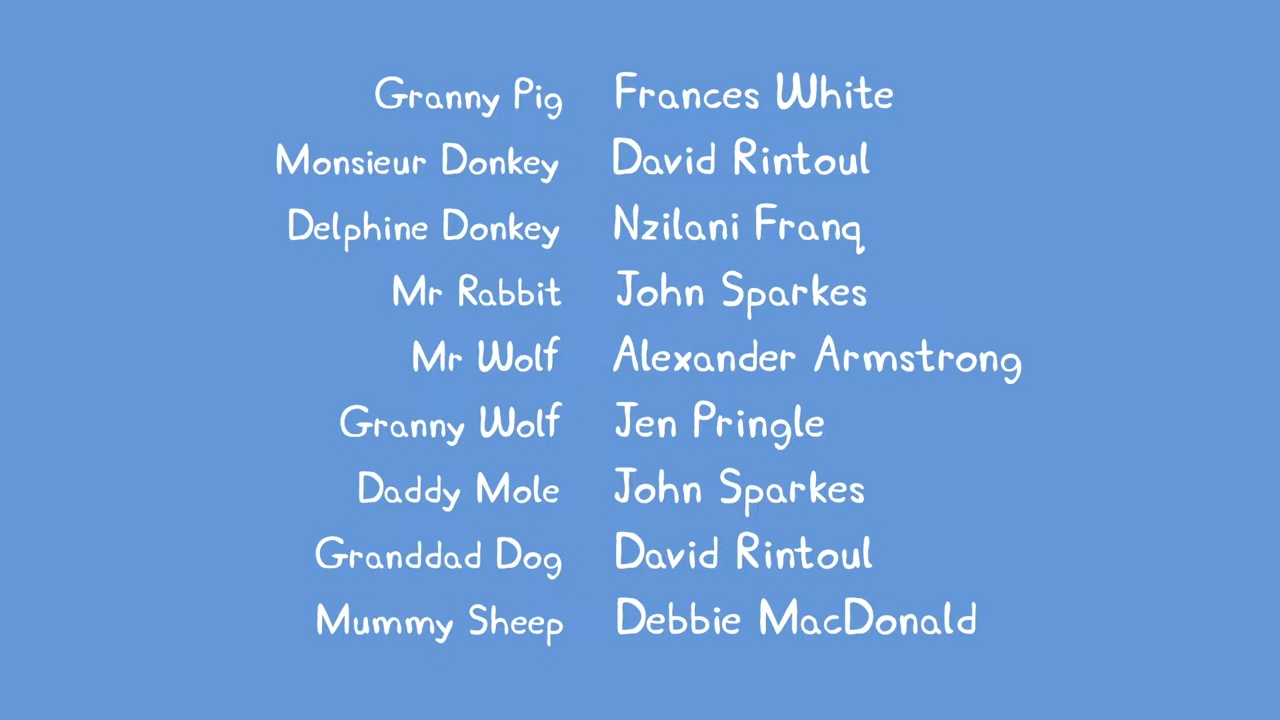 Granny Pig Frances White
Monsieur Donkey David Rintoul
Delphine Donkey Nzilani Franq
Mr Rabbit John Sparkes
Mr Wolf Alexander Armstrong
Granny Wolf Jen Pringle
Daddy Mole John Sparkes
Granddad Dog David Rintoul
Mummy Sheep Debbie MacDonald